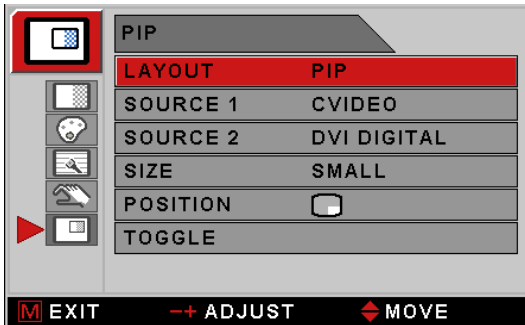 PIP
LAYOUT PIP
SOURCE 1 CVIDEO
SOURCE 2 DVI DIGITAL
SIZE SMALL
POSITION
TOGGLE
M EXIT −+ ADJUST MOVE